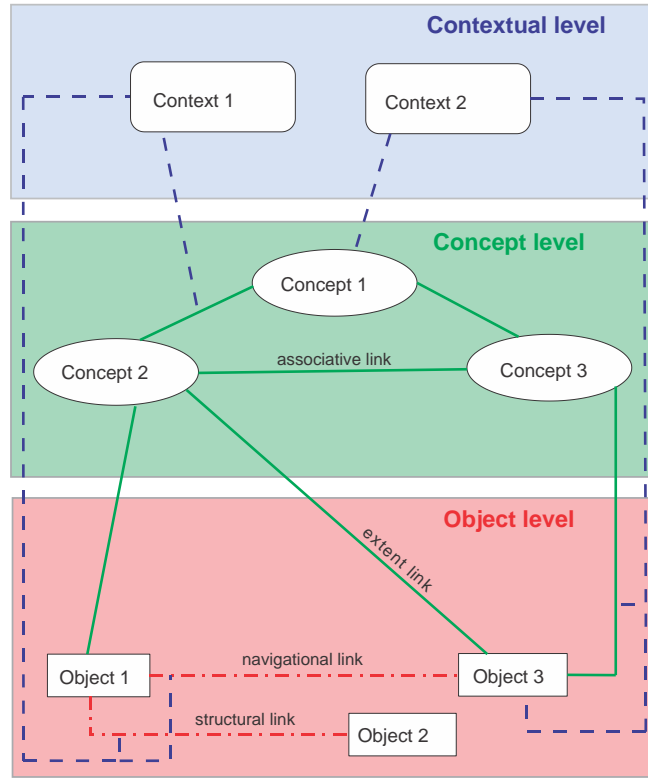 Contextual level
Context 1
Context 2
Concept level
Concept 1
associative link
Concept 2
Concept 3
Object level
extent link
navigational link
Object 1
Object 3
structural link
Object 2